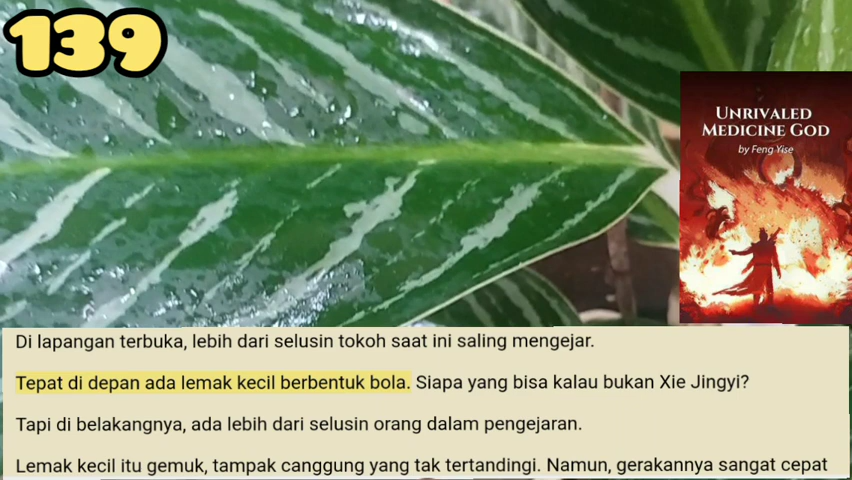 139
UNRIVALED
MEDICINE GOD
by Feng Yise
Di lapangan terbuka, lebih dari selusin tokoh saat ini saling mengejar.
Tepat di depan ada lemak kecil berbentuk bola. Siapa yang bisa kalau bukan Xie Jingyi?
Tapi di belakangnya, ada lebih dari selusin orang dalam pengejaran.
Lemak kecil itu gemuk, tampak canggung yang tak tertandingi. Namun, gerakannya sangat cepat